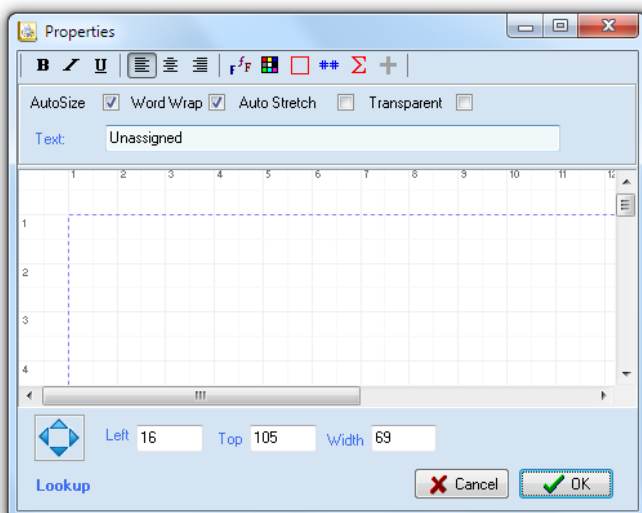 Properties
B I U F f F ## Σ
AutoSize Word Wrap Auto Stretch Transparent
Text: Unassigned
1 2 3 4 5 6 7 8 9 10 11 12
1
2
3
4
Left 16 Top 105 Width 69
Lookup Cancel OK